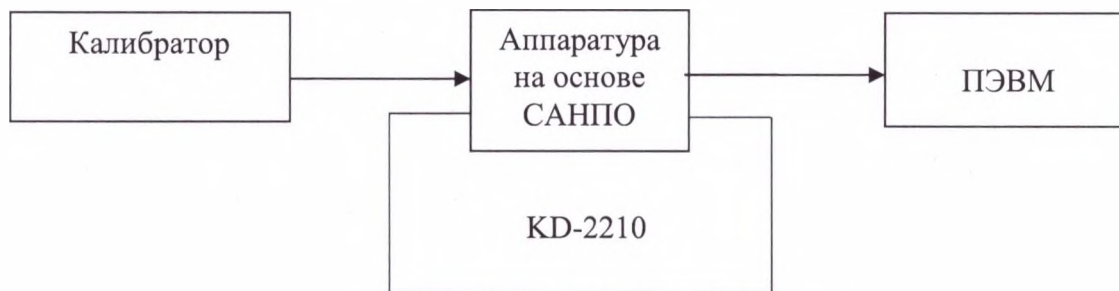 Калибратор
Аппаратура
на основе
САНПО
ПЭВМ
KD-2210